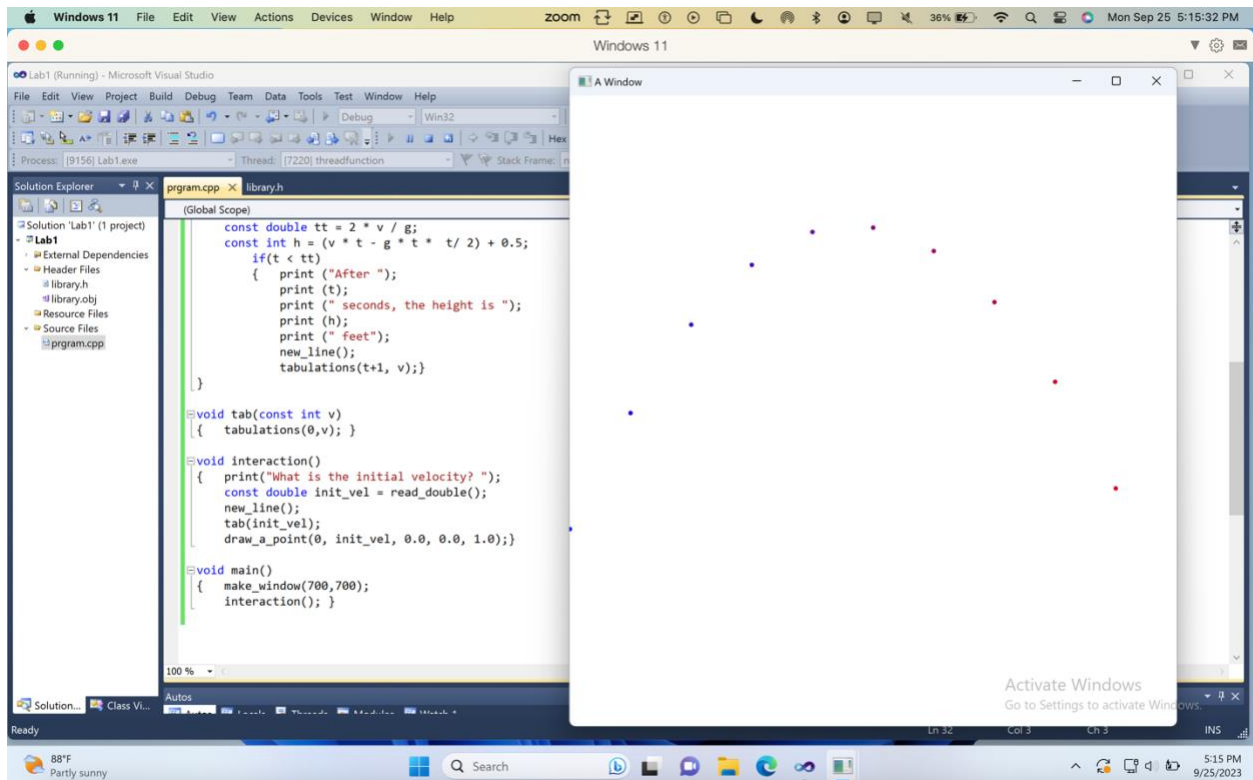 Windows 11 File Edit View Actions Devices Window Help zoom 36% Mon Sep 25 5:15:32 PM
Windows 11
Lab1 (Running) - Microsoft Visual Studio
A Window
File Edit View Project Build Debug Team Data Tools Test Window Help
Debug Win32
Hex
Process: [9156] Lab1.exe Thread: [7220] threadfunction Stack Frame:
Solution Explorer
prgram.cpp library.h
(Global Scope)
Solution 'Lab1' (1 project)
Lab1
External Dependencies
Header Files
library.h
library.obj
Resource Files
Source Files
prgram.cpp
const double tt = 2 * v / g;
const int h = (v * t - g * t * t/ 2) + 0.5;
if(t < tt)
{ print ("After ");
print (t);
print (" seconds, the height is ");
print (h);
print (" feet");
new_line();
tabulations(t+1, v);}
}
void tab(const int v)
{ tabulations(0,v); }
void interaction()
{ print("What is the initial velocity? ");
const double init_vel = read_double();
new_line();
tab(init_vel);
draw_a_point(0, init_vel, 0.0, 0.0, 1.0);}
void main()
{ make_window(700,700);
interaction(); }
100 %
Solution... Class Vi...
Autos
Autos Locals Threads Modules Watch 1
Activate Windows
Go to Settings to activate Windows.
Ready Ln 32 Col 3 Ch 3 INS
88°F
Partly sunny
Search
5:15 PM
9/25/2023